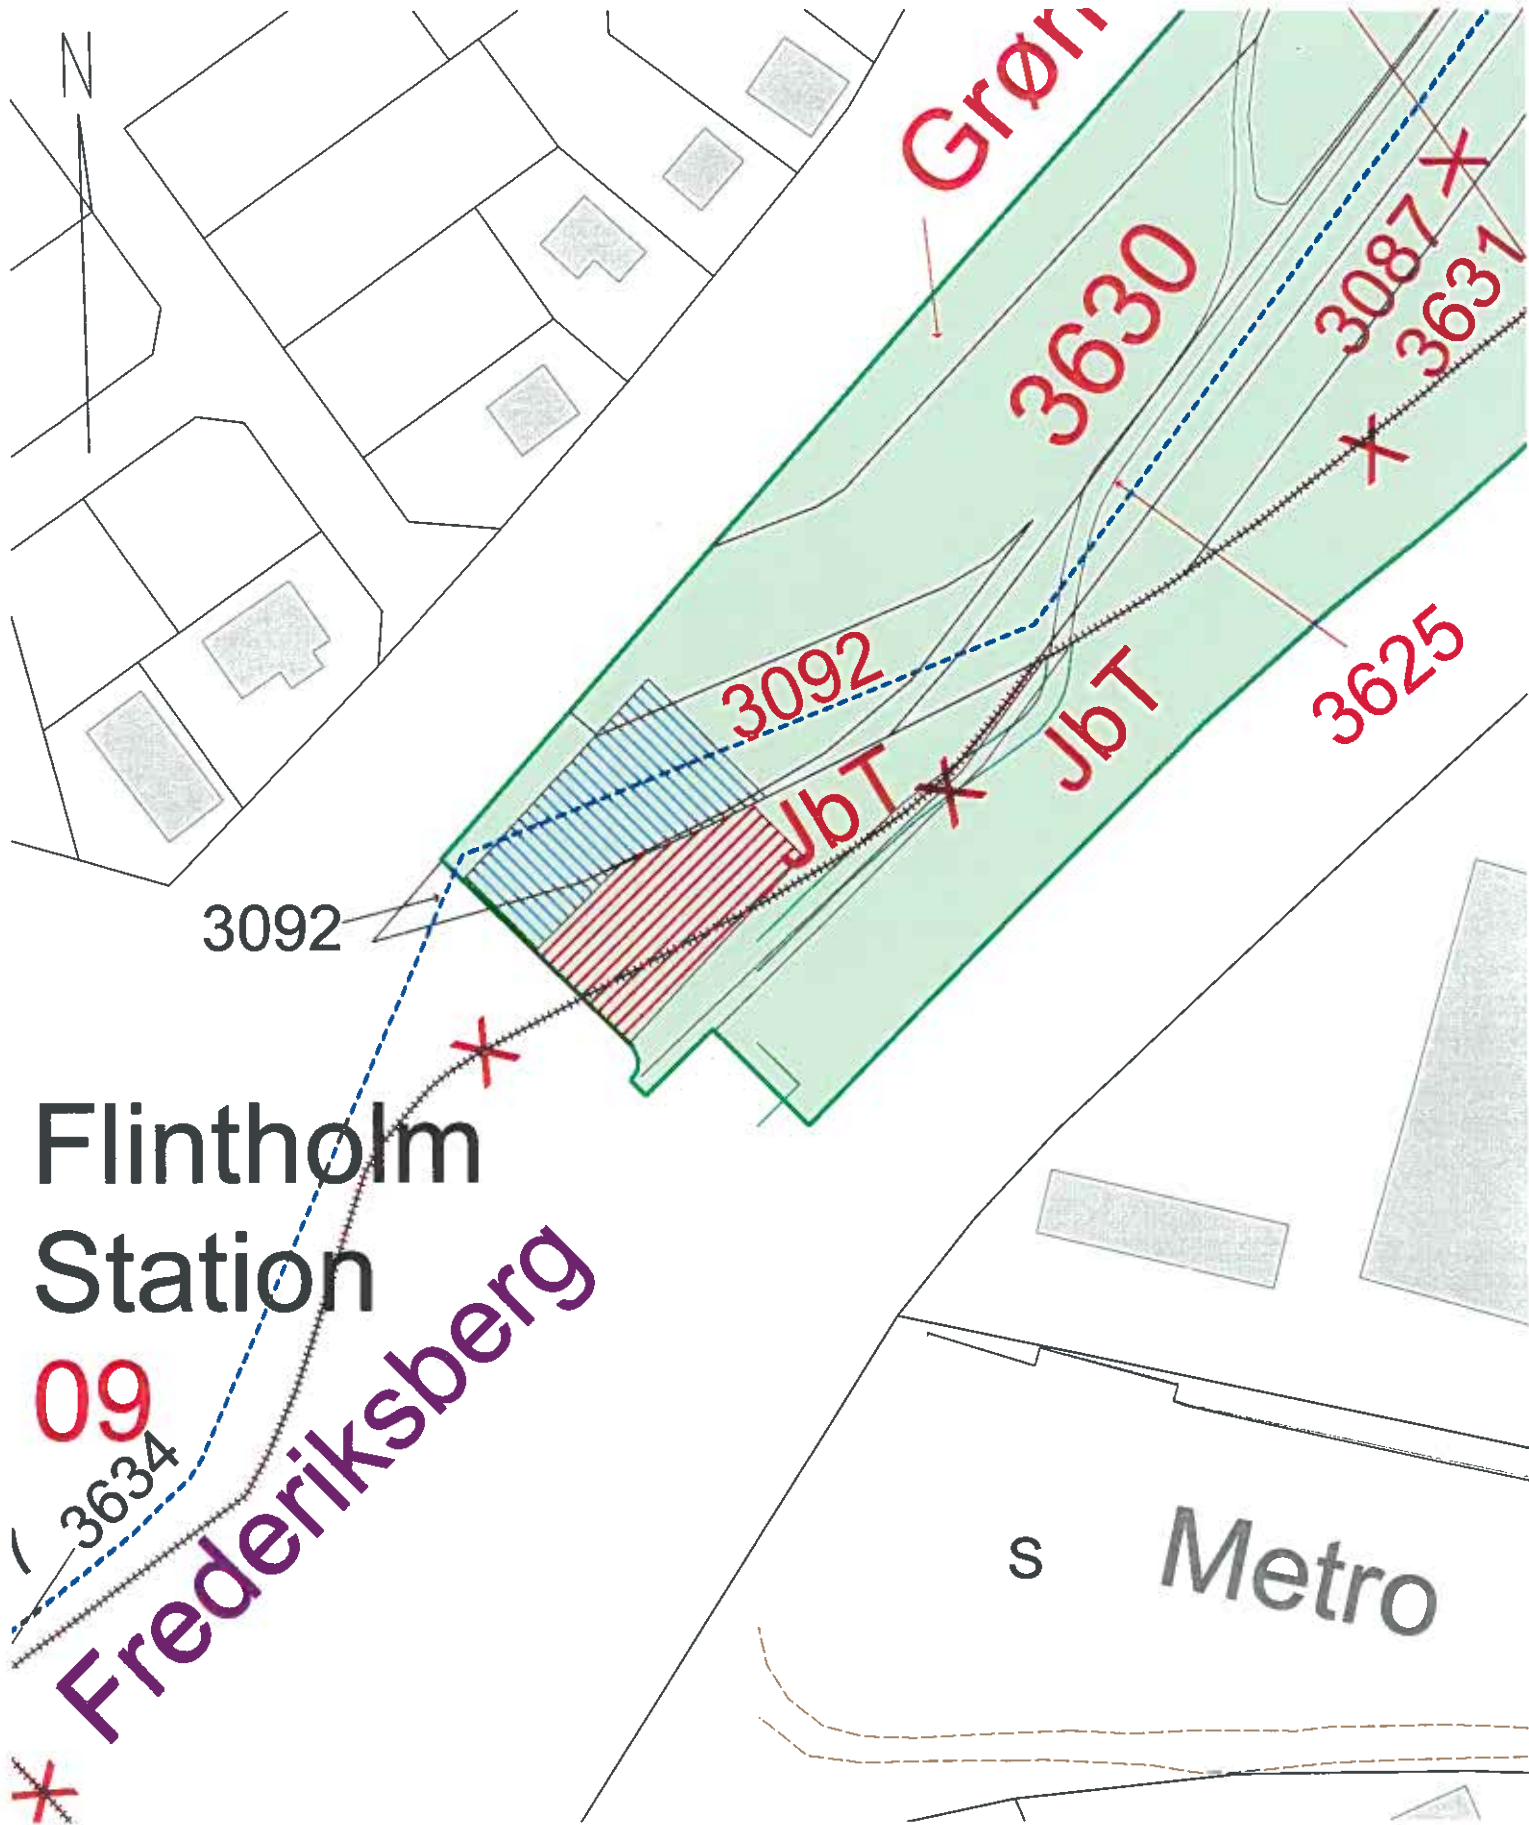 N
Grøn
3630
3087
3631
3092
3625
JbT
JbT
3092
Flintholm
Station
09
3634
Frederiksberg
s
Metro